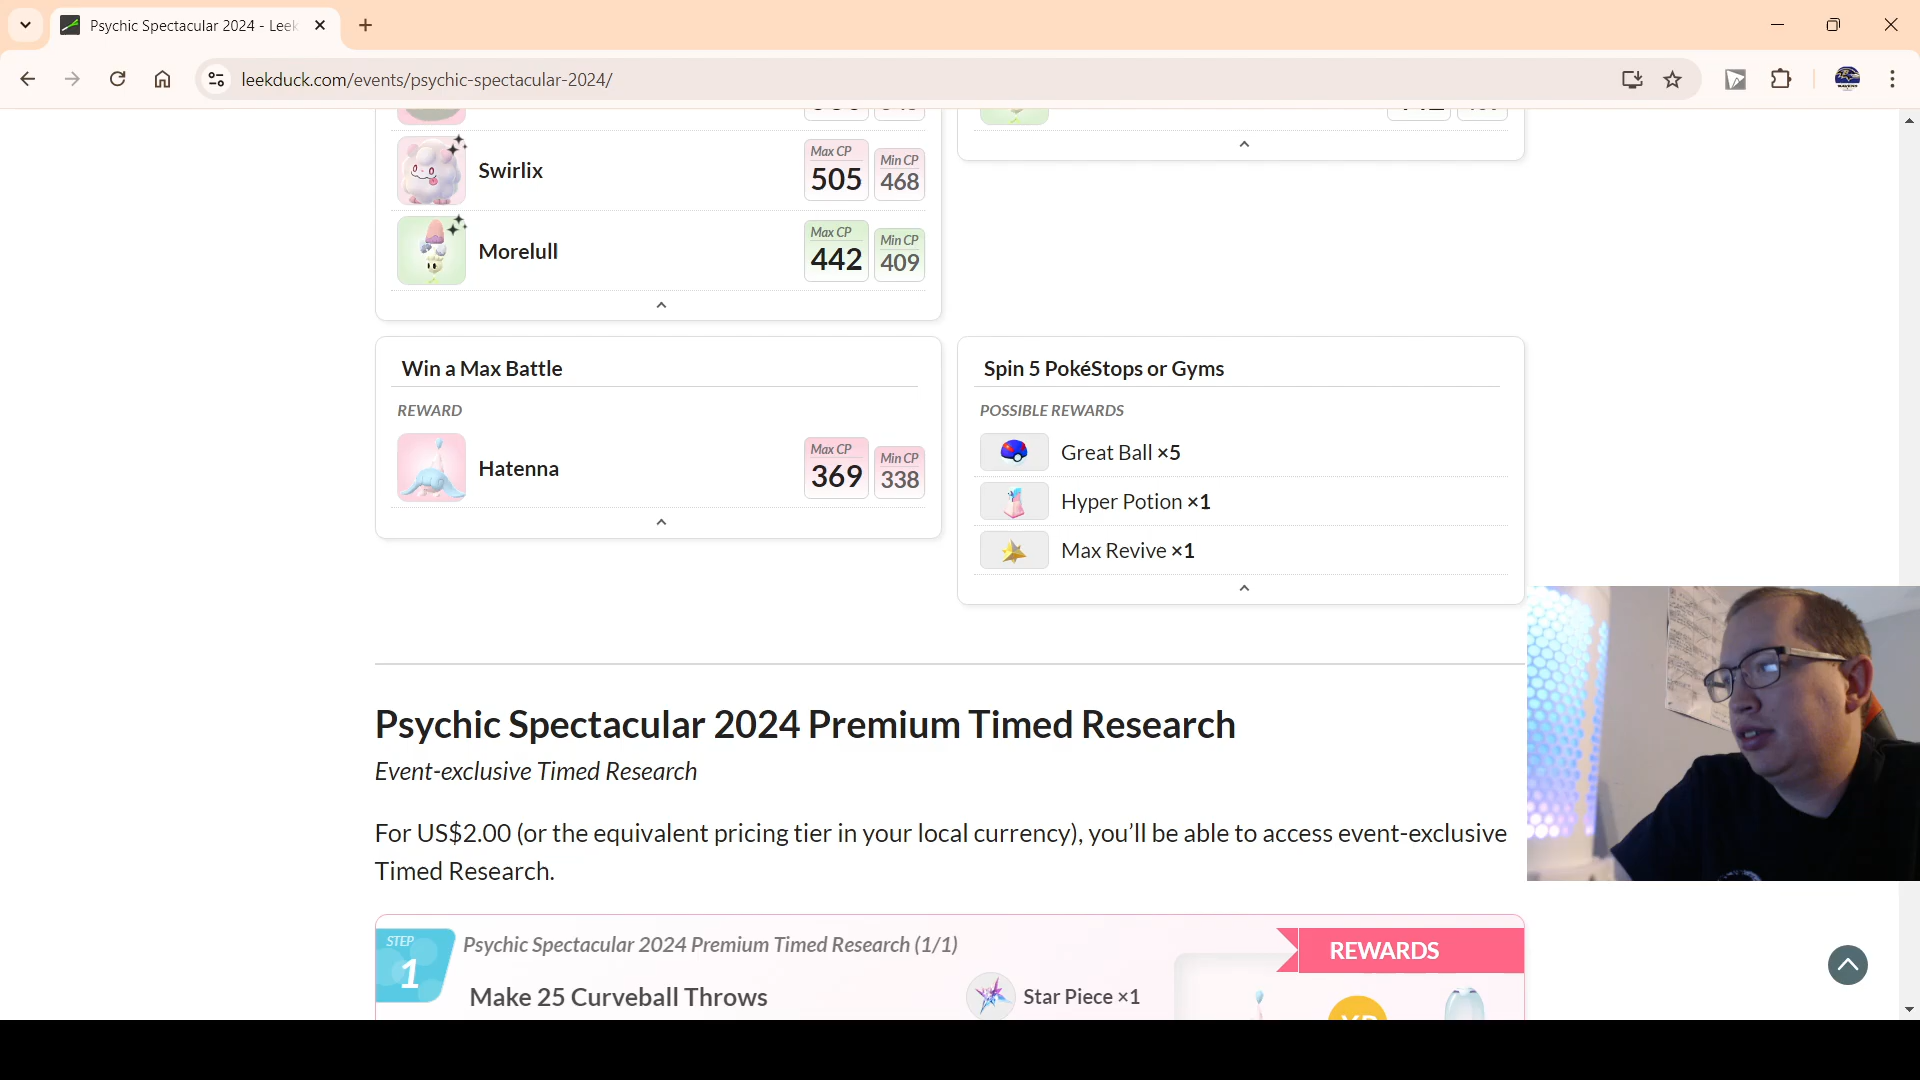 Psychic Spectacular 2024 - Leek
leekduck.com/events/psychic-spectacular-2024/
Swirlix
Max CP
505
Min CP
468
Morelull
Max CP
442
Min CP
409
Win a Max Battle
REWARD
Hatenna
Max CP
369
Min CP
338
Spin 5 PokéStops or Gyms
POSSIBLE REWARDS
Great Ball ×5
Hyper Potion ×1
Max Revive ×1
Psychic Spectacular 2024 Premium Timed Research
Event-exclusive Timed Research
For US$2.00 (or the equivalent pricing tier in your local currency), you'll be able to access event-exclusive
Timed Research.
STEP
1
Psychic Spectacular 2024 Premium Timed Research (1/1)
REWARDS
Make 25 Curveball Throws
Star Piece ×1